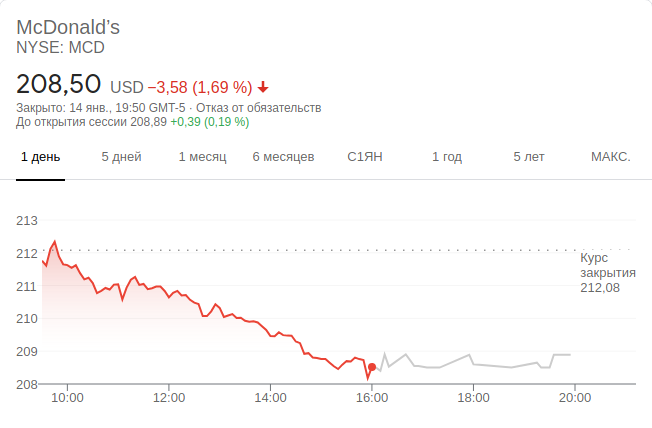 McDonald's
NYSE: MCD
208,50 USD −3,58 (1,69 %)
Закрыто: 14 янв., 19:50 GMT-5 · Отказ от обязательств
До открытия сессии 208,89 +0,39 (0,19 %)
1 день 5 дней 1 месяц 6 месяцев С1ЯН 1 год 5 лет МАКС.
213
212
Курс
закрытия
211
212,08
210
209
208
10:00 12:00 14:00 16:00 18:00 20:00